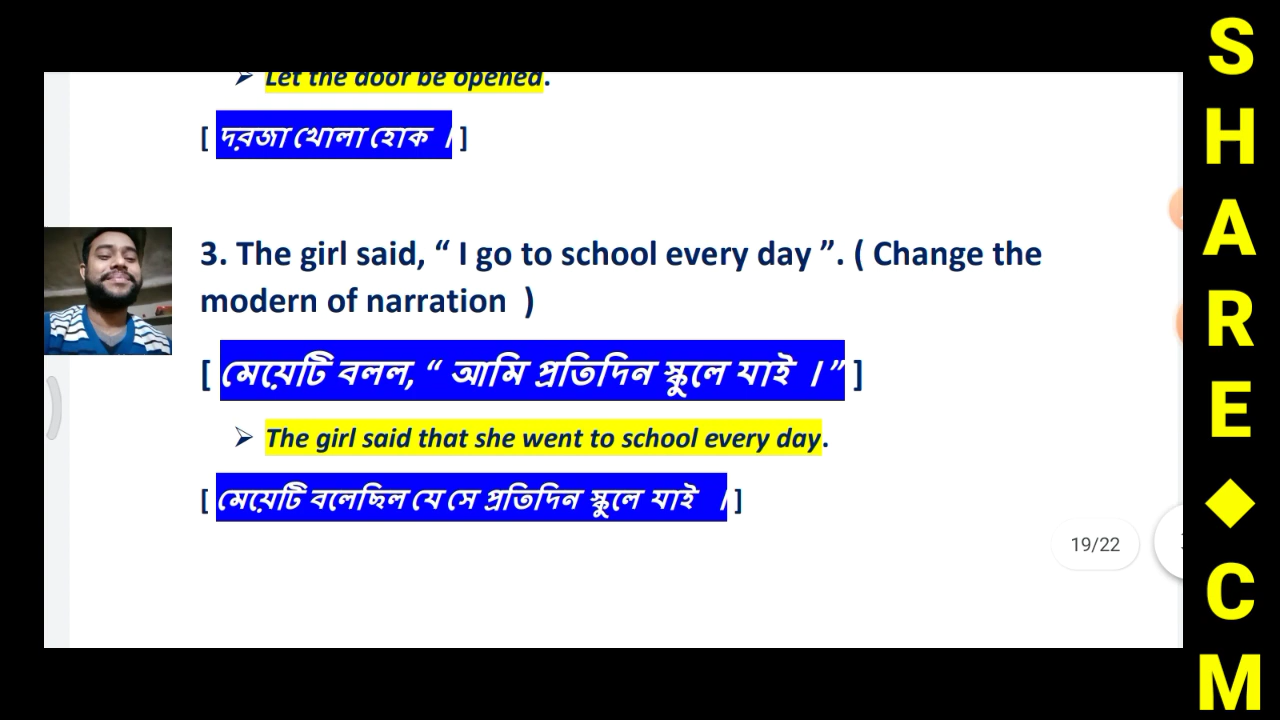 ➢ Let the door be opened.
[ দরজা খোলা হোক । ]
3. The girl said, “ I go to school every day ”. ( Change the
modern of narration )
[ মেয়েটি বলল, “ আমি প্রতিদিন স্কুলে যাই ।” ]
➢ The girl said that she went to school every day.
[ মেয়েটি বলেছিল যে সে প্রতিদিন স্কুলে যাই । ]
19/22
S
H
A
R
E
◆
C
M